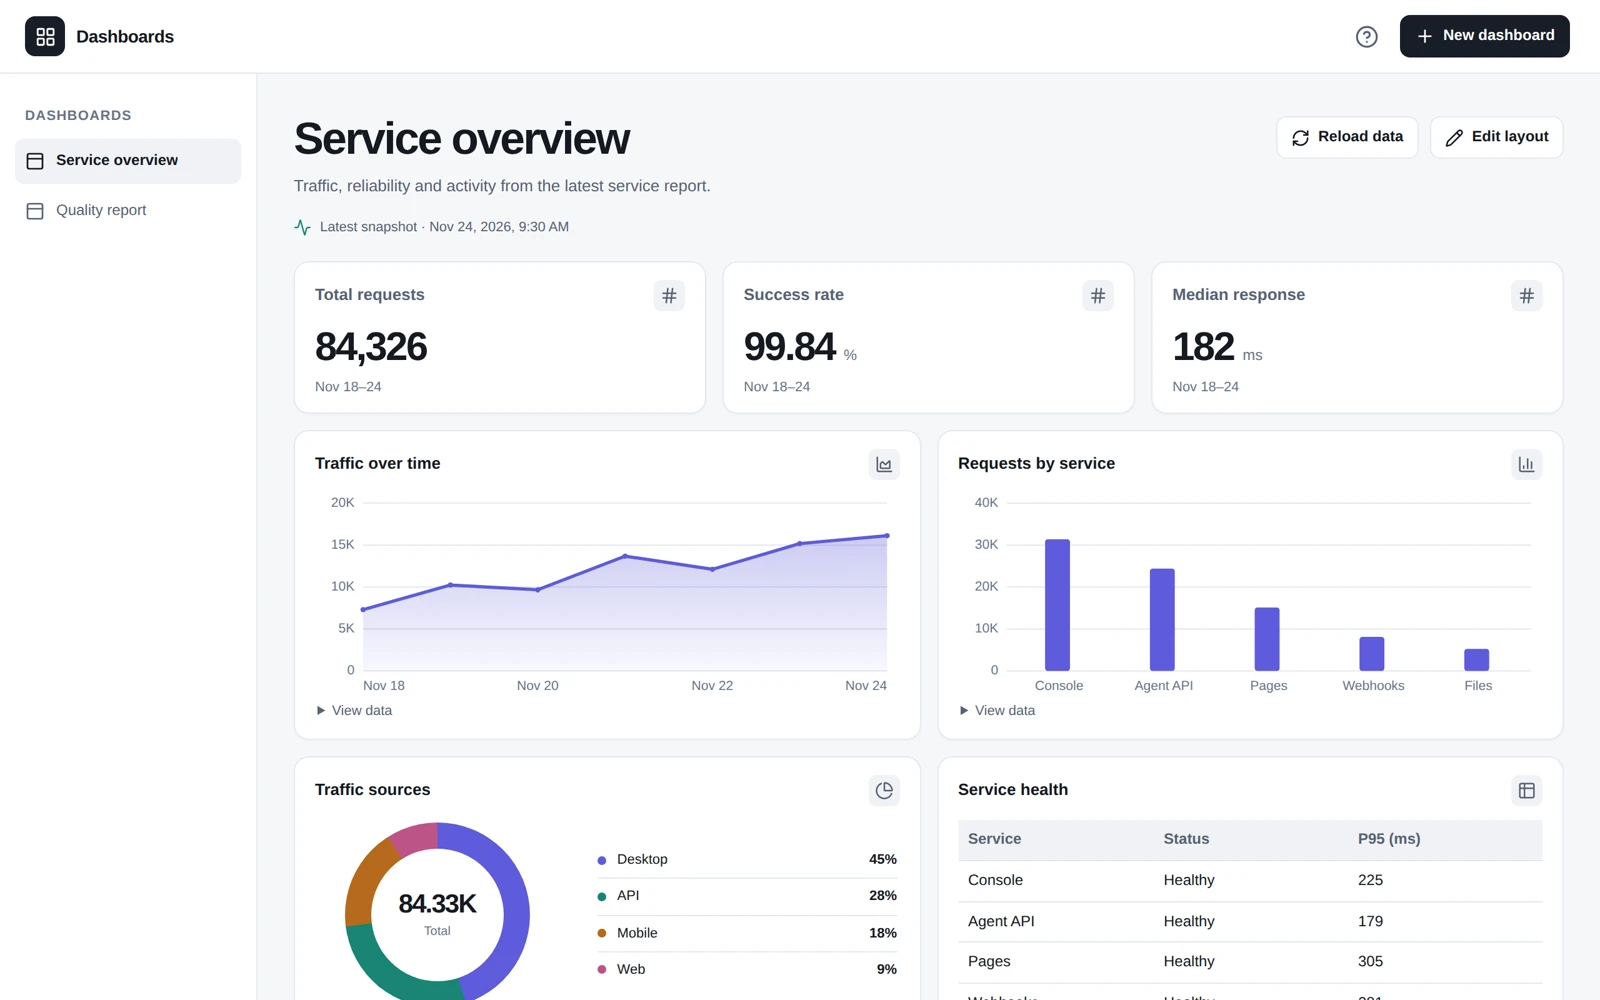 Dashboards
New dashboard
DASHBOARDS
Service overview
Quality report
Service overview
Reload data
Edit layout
Traffic, reliability and activity from the latest service report.
Latest snapshot · Nov 24, 2026, 9:30 AM
Total requests
84,326
Nov 18–24
Success rate
99.84 %
Nov 18–24
Median response
182 ms
Nov 18–24
Traffic over time
20K
15K
10K
5K
0
Nov 18 Nov 20 Nov 22 Nov 24
View data
Requests by service
40K
30K
20K
10K
0
Console Agent API Pages Webhooks Files
View data
Traffic sources
84.33K
Total
Desktop 45%
API 28%
Mobile 18%
Web 9%
Service health
Service Status P95 (ms)
Console Healthy 225
Agent API Healthy 179
Pages Healthy 305